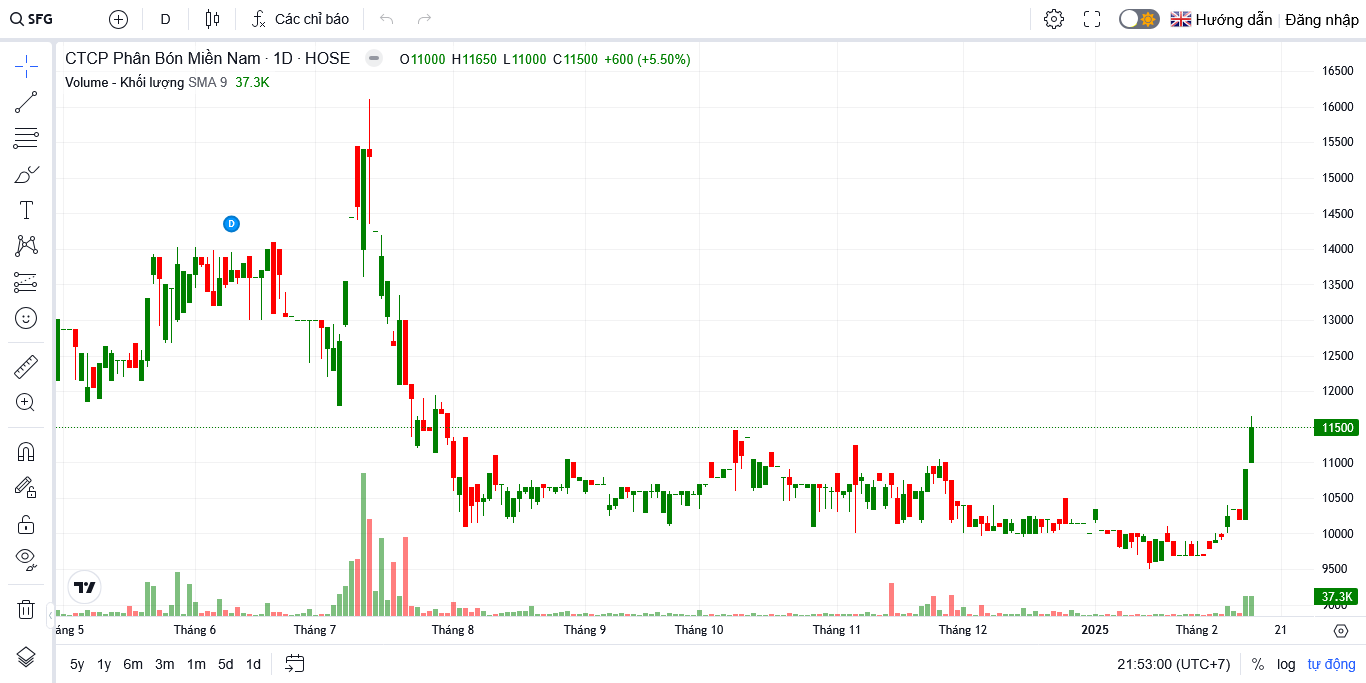 SFG D Các chỉ báo Hướng dẫn Đăng nhập
CTCP Phân Bón Miền Nam · 1D · HOSE O11000 H11650 L11000 C11500 +600 (+5.50%)
Volume - Khối lượng SMA 9 37.3K
D
16500
16000
15500
15000
14500
14000
13500
13000
12500
12000
11500
11000
10500
10000
9500
37.3K
9000
áng 5 Tháng 6 Tháng 7 Tháng 8 Tháng 9 Tháng 10 Tháng 11 Tháng 12 2025 Tháng 2 21
5y 1y 6m 3m 1m 5d 1d 21:53:00 (UTC+7) % log tự động